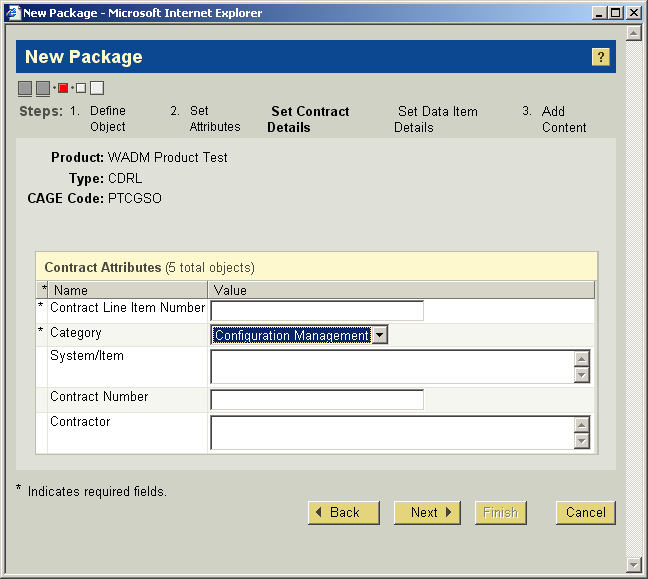 New Package - Microsoft Internet Explorer
New Package
?
Steps: 1. Define Object 2. Set Attributes Set Contract Details Set Data Item Details 3. Add Content
Product: WADM Product Test
Type: CDRL
CAGE Code: PTCGSO
Contract Attributes (5 total objects)
* Name Value
* Contract Line Item Number
* Category Configuration Management
System/Item
Contract Number
Contractor
* Indicates required fields.
Back Next Finish Cancel